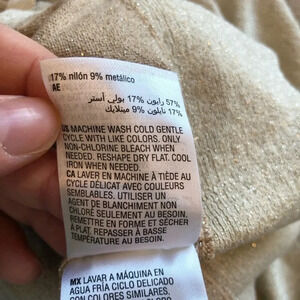 17% nilón 9% metálico
AE
57% رايون 17% بولي أستر
17% نايلون 9% ميتلايك
US MACHINE WASH COLD GENTLE
CYCLE WITH LIKE COLORS. ONLY
NON-CHLORINE BLEACH WHEN
NEEDED. RESHAPE DRY FLAT. COOL
IRON WHEN NEEDED.
CA LAVER EN MACHINE À TIÈDE AU
CYCLE DÉLICAT AVEC COULEURS
SEMBLABLES. UTILISER UN
AGENT DE BLANCHIMENT NON
CHLORÉ SEULEMENT AU BESOIN,
REMETTRE EN FORME ET SÉCHER
À PLAT. REPASSER À BASSE
TEMPÉRATURE AU BESOIN.
MX LAVAR A MÁQUINA EN
AGUA FRÍA CICLO DELICADO
CON COLORES SIMILARES.